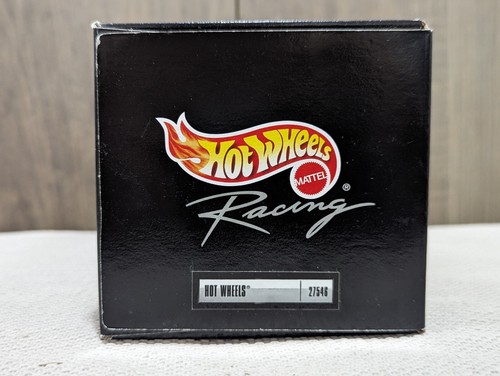 HOT WHEELS
MATTEL
Racing®
HOT WHEELS 27546